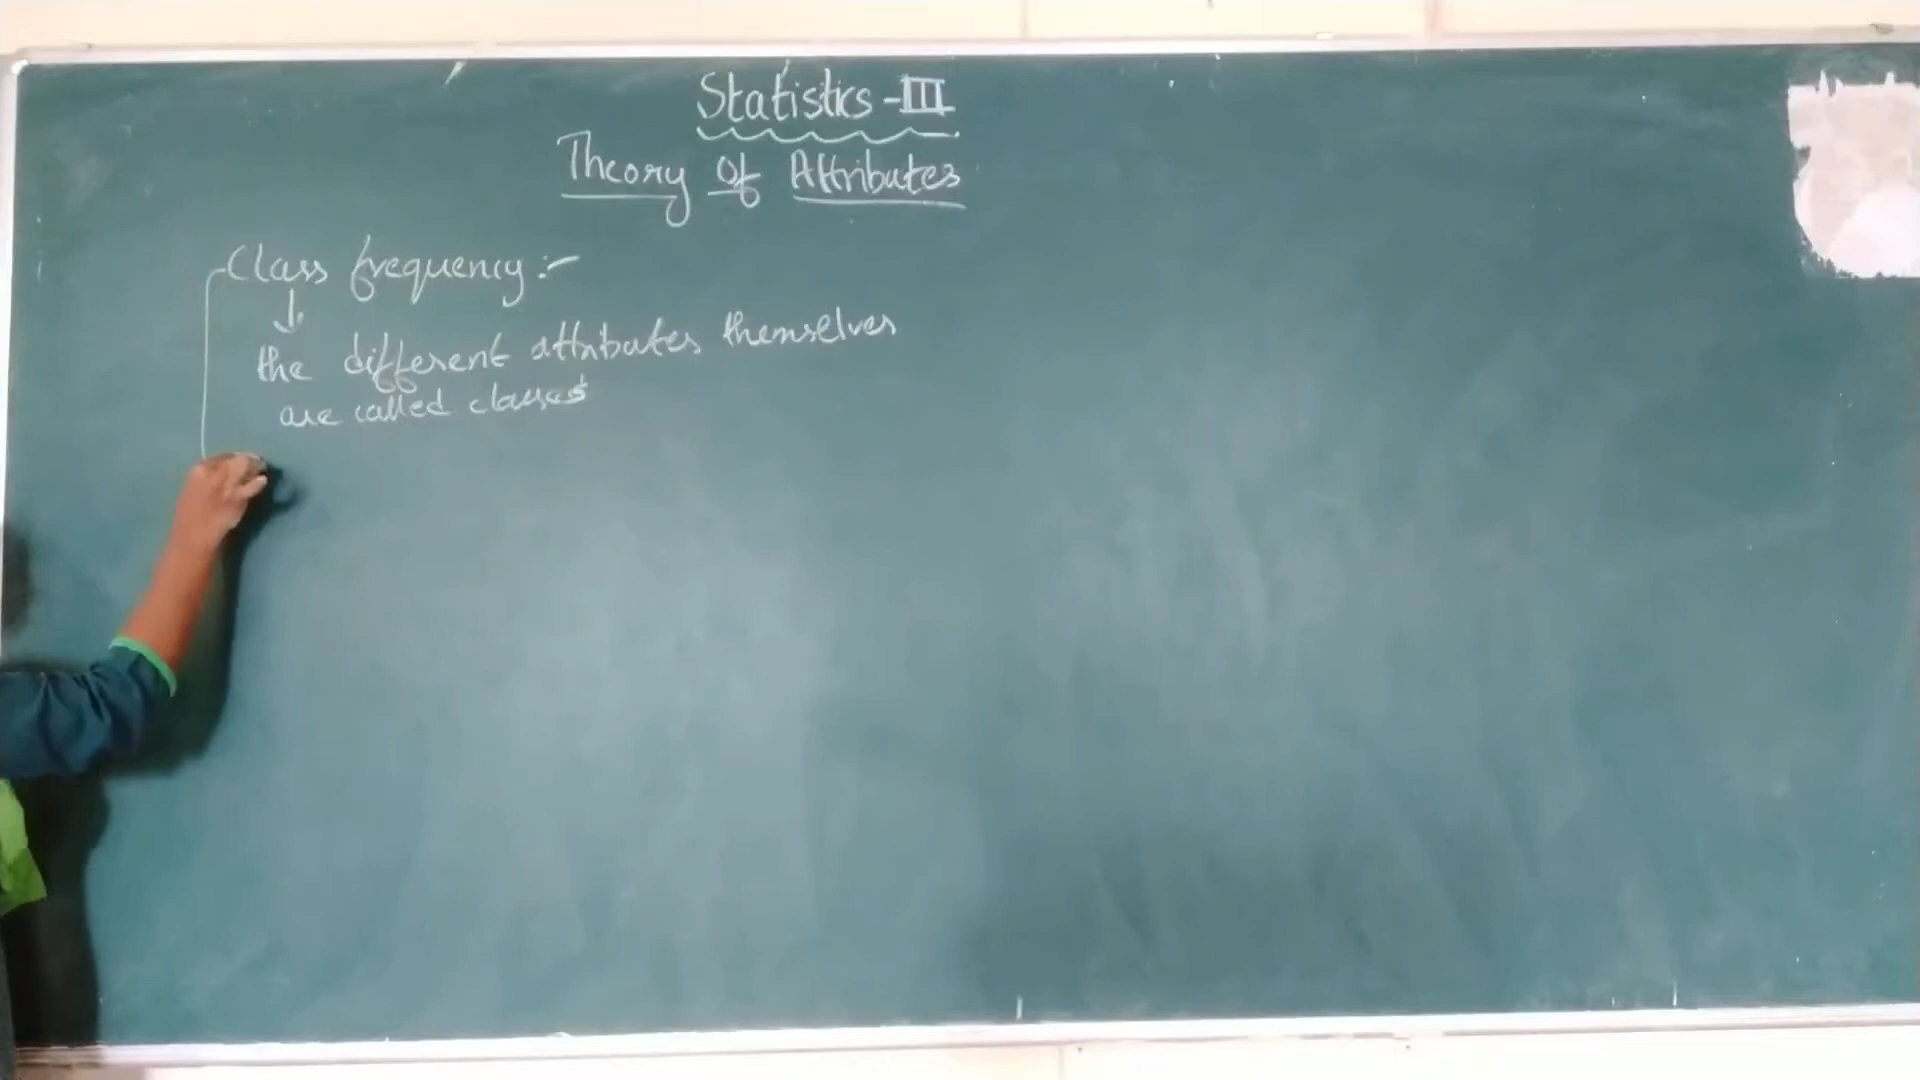 Statistics-III
Theory Of Attributes
Class frequency :-
the different attributes themselves
are called classes